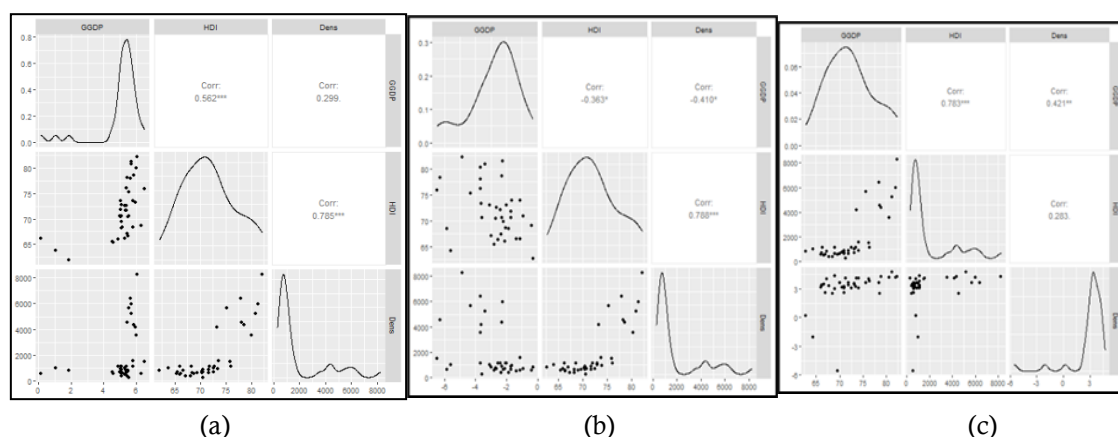 GGDP HDI Dens
0.8
0.6
0.4
0.2
0.0
Corr:
0.562***
Corr:
0.299.
GGDP
80
75
70
65
Corr:
0.785***
HDI
8000
6000
4000
2000
0
Dens
0 2 4 6 65 70 75 80 0 2000 4000 6000 8000
(a)
GGDP HDI Dens
0.3
0.2
0.1
0.0
Corr:
-0.363*
Corr:
-0.410*
GGDP
80
75
70
65
Corr:
0.788***
HDI
8000
6000
4000
2000
0
Dens
-6 -4 -2 0 65 70 75 80 0 2000 4000 6000 8000
(b)
GGDP HDI Dens
0.06
0.04
0.02
0.00
Corr:
0.783***
Corr:
0.421**
GGDP
8000
6000
4000
2000
0
Corr:
0.283.
HDI
3
0
-3
-6
Dens
65 70 75 80 0 2000 4000 6000 8000 -6 -3 0 3
(c)